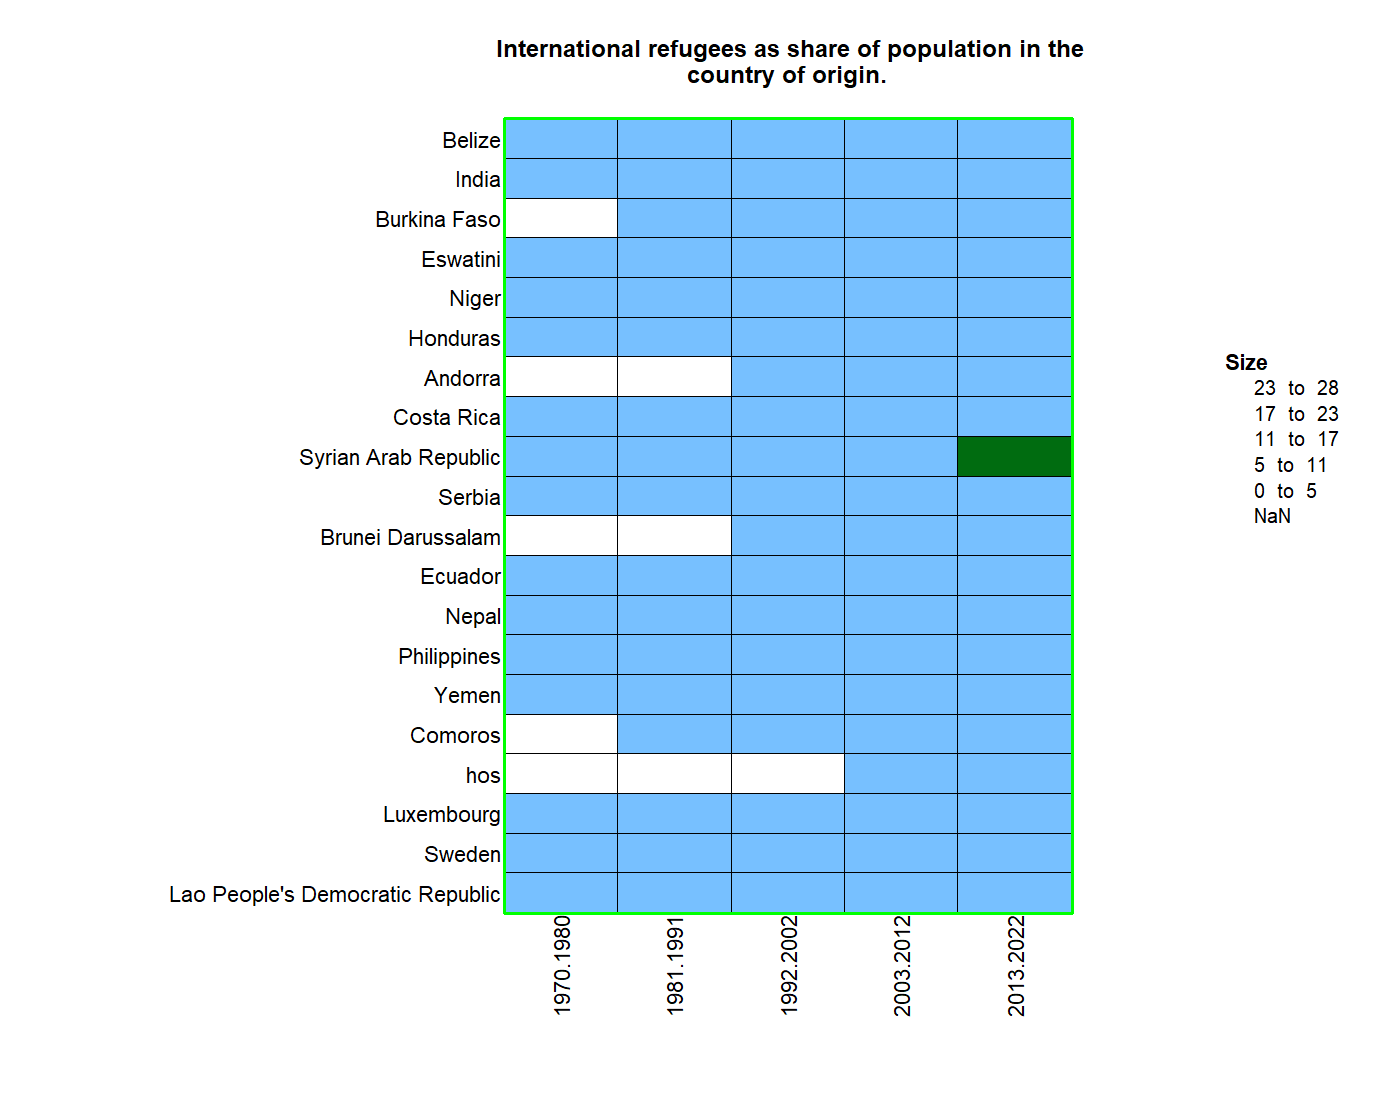 International refugees as share of population in the
country of origin.
Belize
India
Burkina Faso
Eswatini
Niger
Honduras
Andorra
Costa Rica
Syrian Arab Republic
Serbia
Brunei Darussalam
Ecuador
Nepal
Philippines
Yemen
Comoros
hos
Luxembourg
Sweden
Lao People's Democratic Republic
1970.1980
1981.1991
1992.2002
2003.2012
2013.2022
Size
23 to 28
17 to 23
11 to 17
5 to 11
0 to 5
NaN